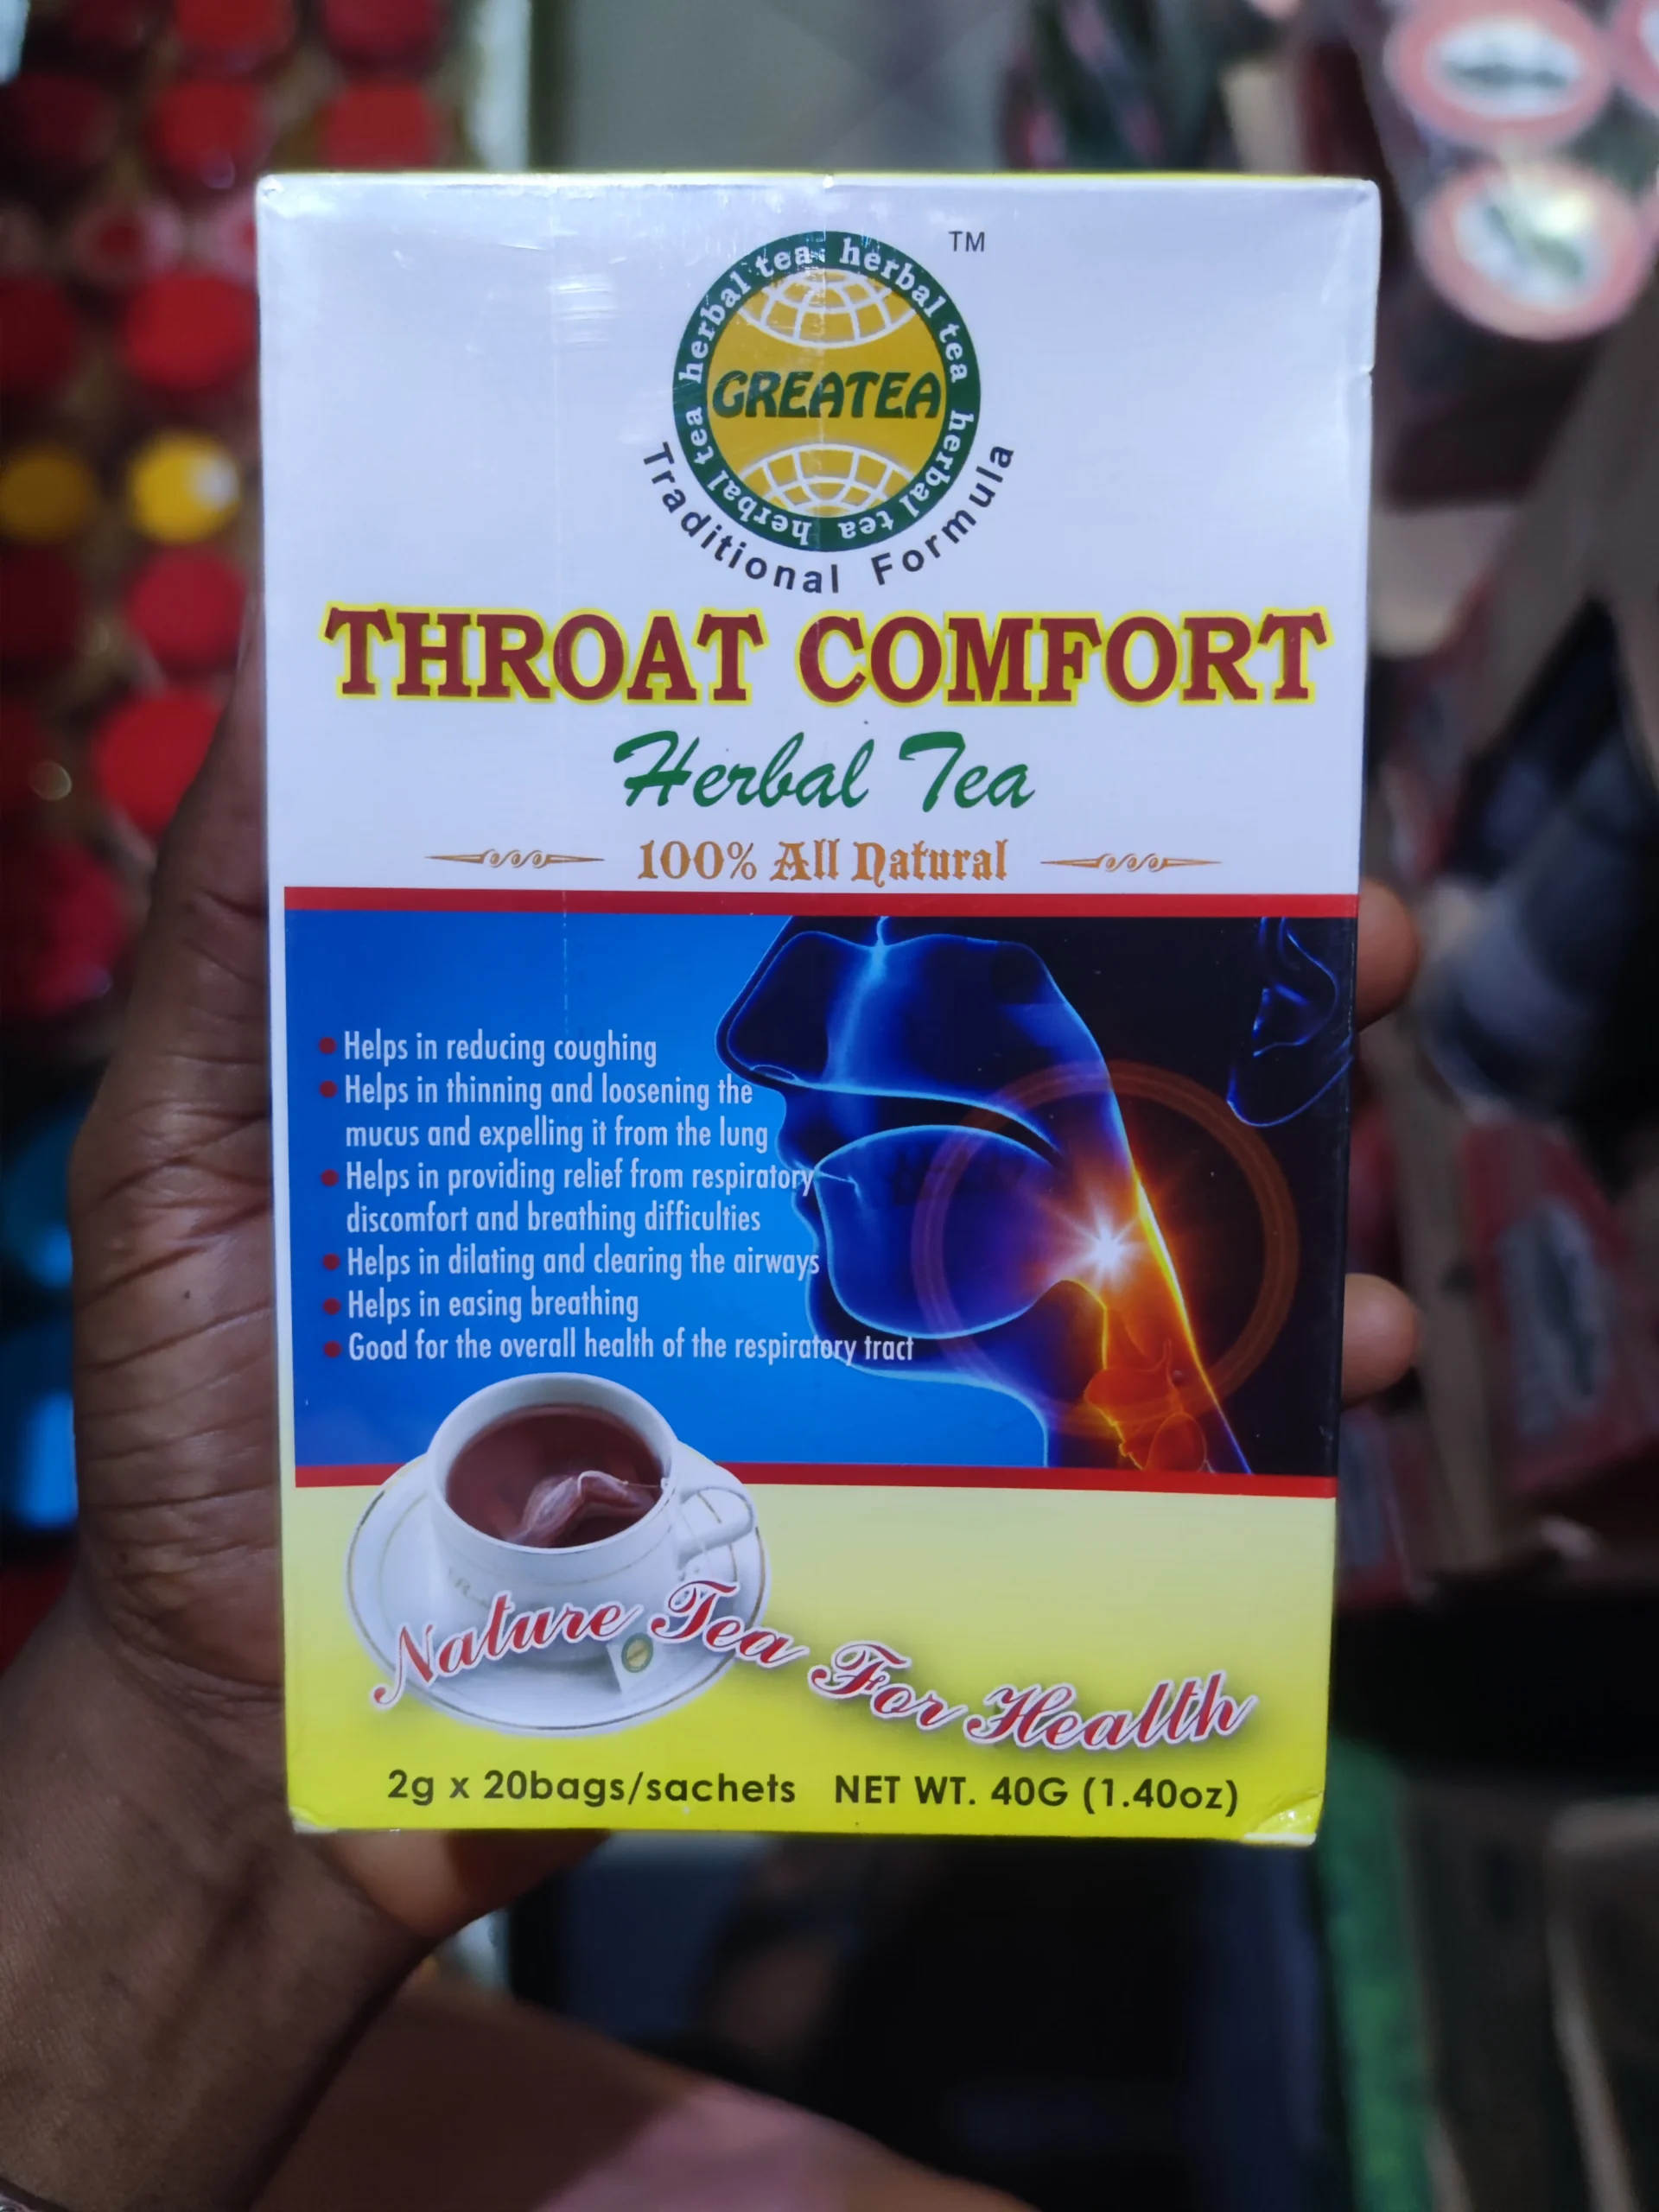 TM
herbal tea herbal tea herbal tea herbal tea herbal tea
GREATEA
Traditional Formula
THROAT COMFORT
Herbal Tea
100% All Natural
Helps in reducing coughing
Helps in thinning and loosening the
mucus and expelling it from the lung
Helps in providing relief from respiratory
discomfort and breathing difficulties
Helps in dilating and clearing the airways
Helps in easing breathing
Good for the overall health of the respiratory tract
Nature Tea For Health
2g x 20bags/sachets NET WT. 40G (1.40oz)